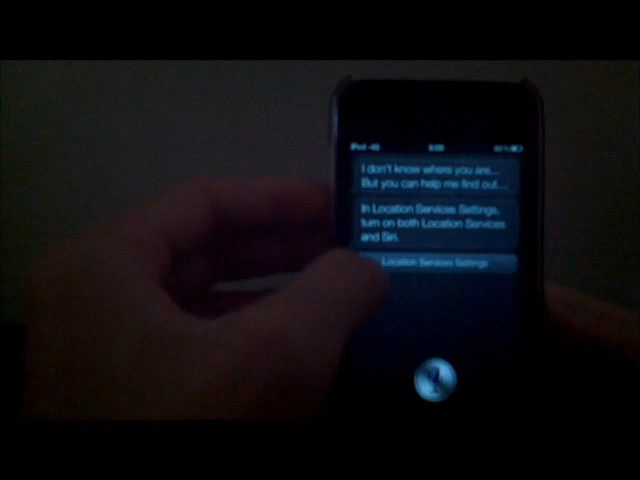 iPod
I don't know where you are...
But you can help me find out...
In Location Services Settings,
turn on both Location Services
and Siri.
Location Services Settings